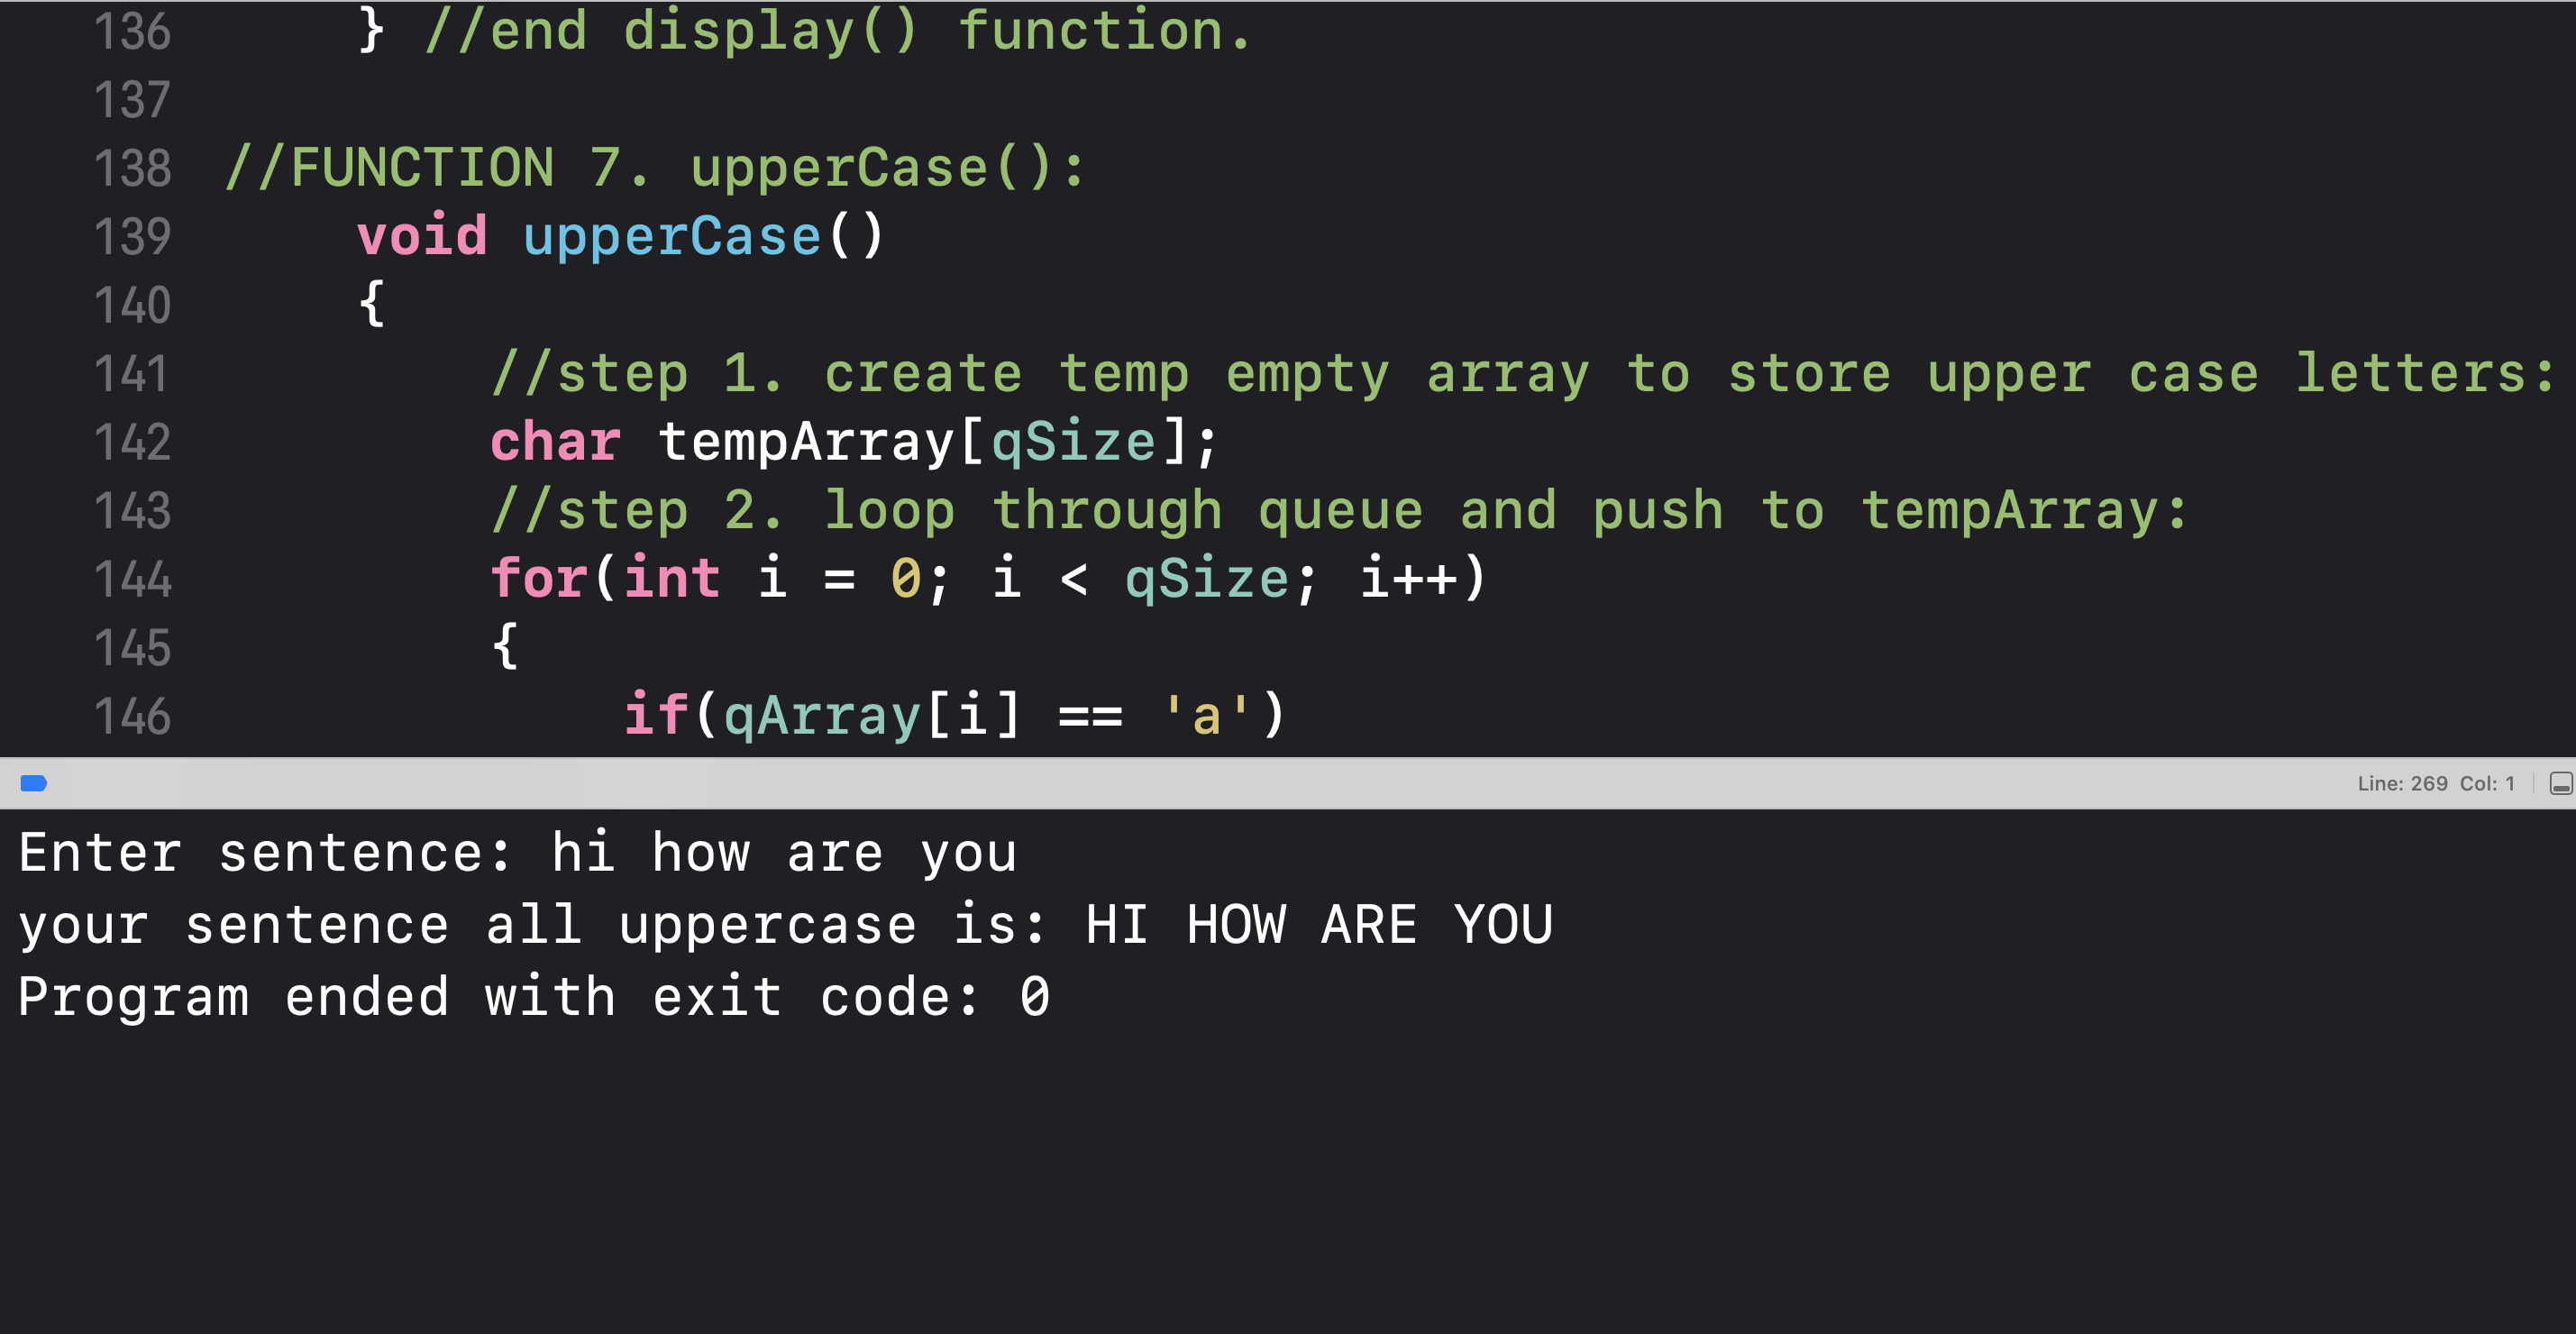 136 } //end display() function.
137
138 //FUNCTION 7. upperCase():
139 void upperCase()
140 {
141 //step 1. create temp empty array to store upper case letters:
142 char tempArray[qSize];
143 //step 2. loop through queue and push to tempArray:
144 for(int i = 0; i < qSize; i++)
145 {
146 if(qArray[i] == 'a')
Line: 269 Col: 1
Enter sentence: hi how are you
your sentence all uppercase is: HI HOW ARE YOU
Program ended with exit code: 0